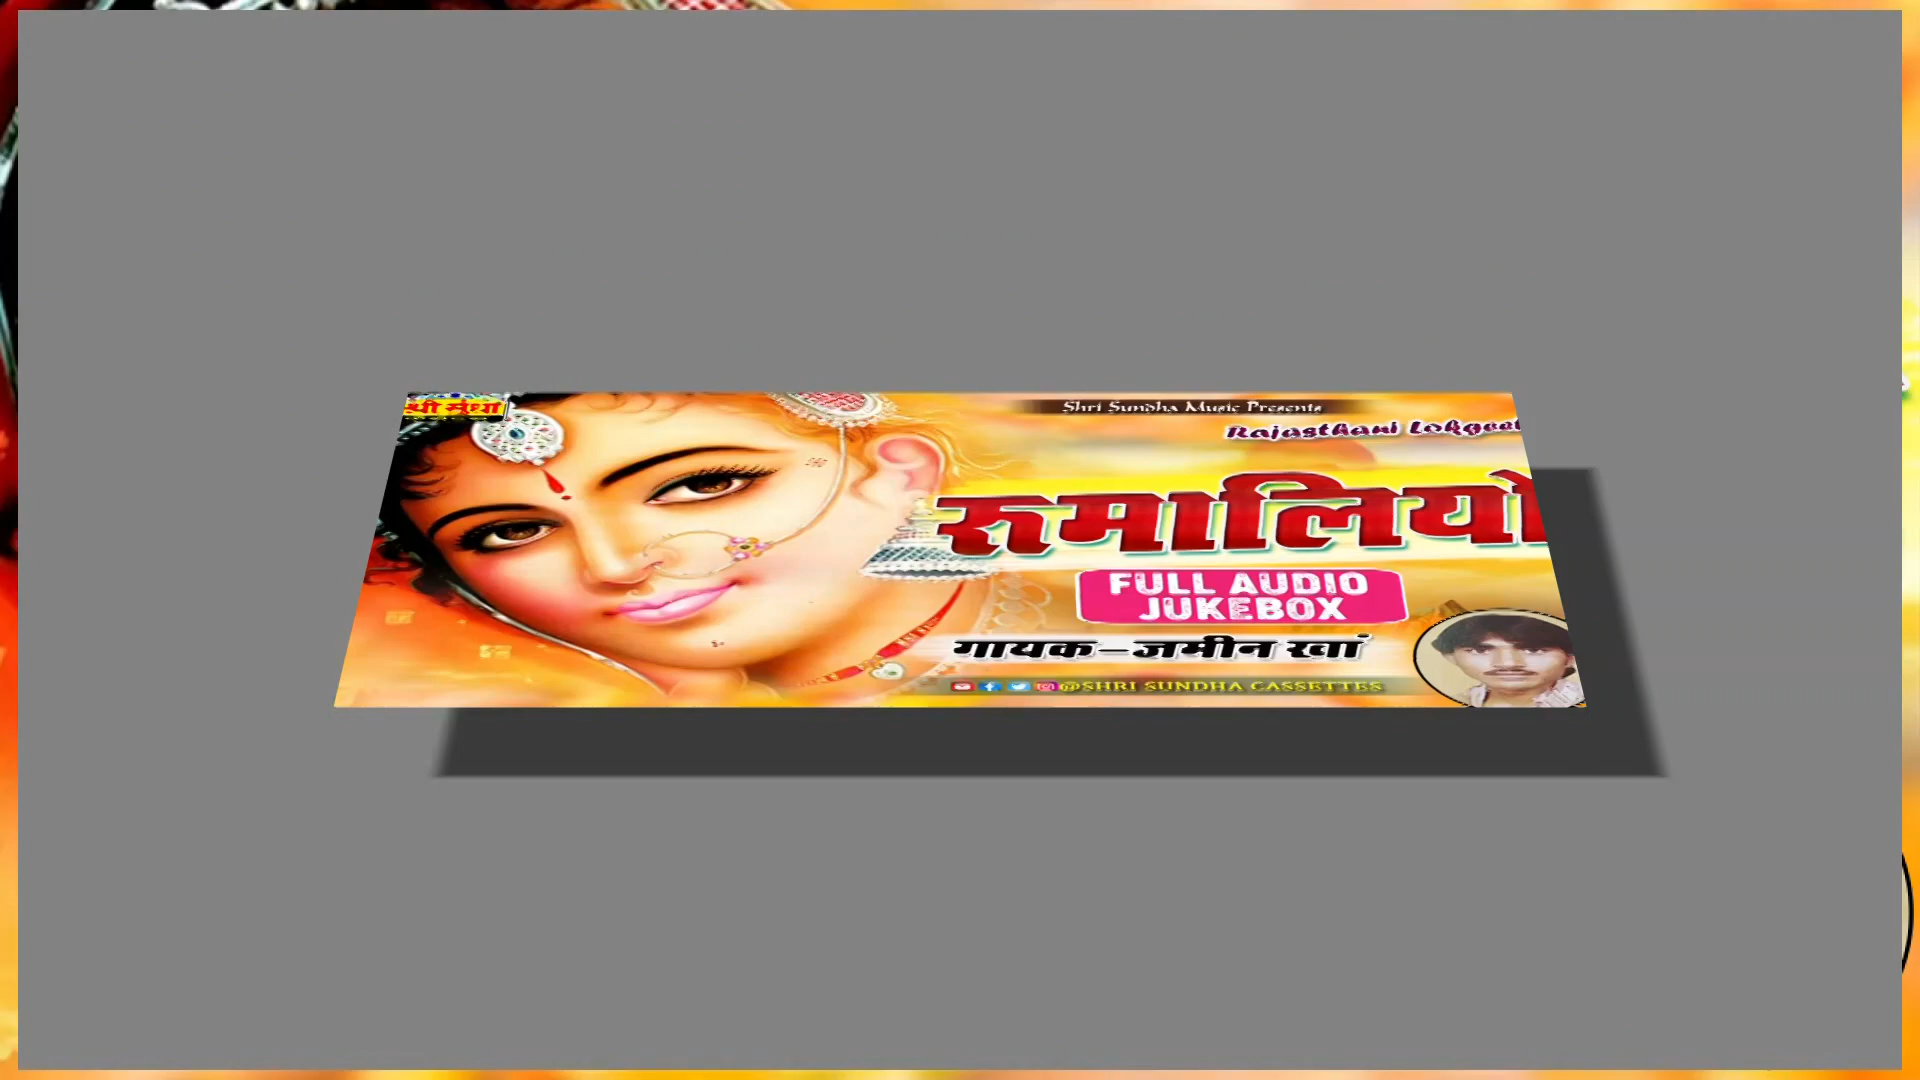 श्री सुंधा
Shri Sundha Music Presents
Rajasthani Lokgeet
रूमालियो
FULL AUDIO
JUKEBOX
गायक-जमीन खां
@SHRI SUNDHA CASSETTES